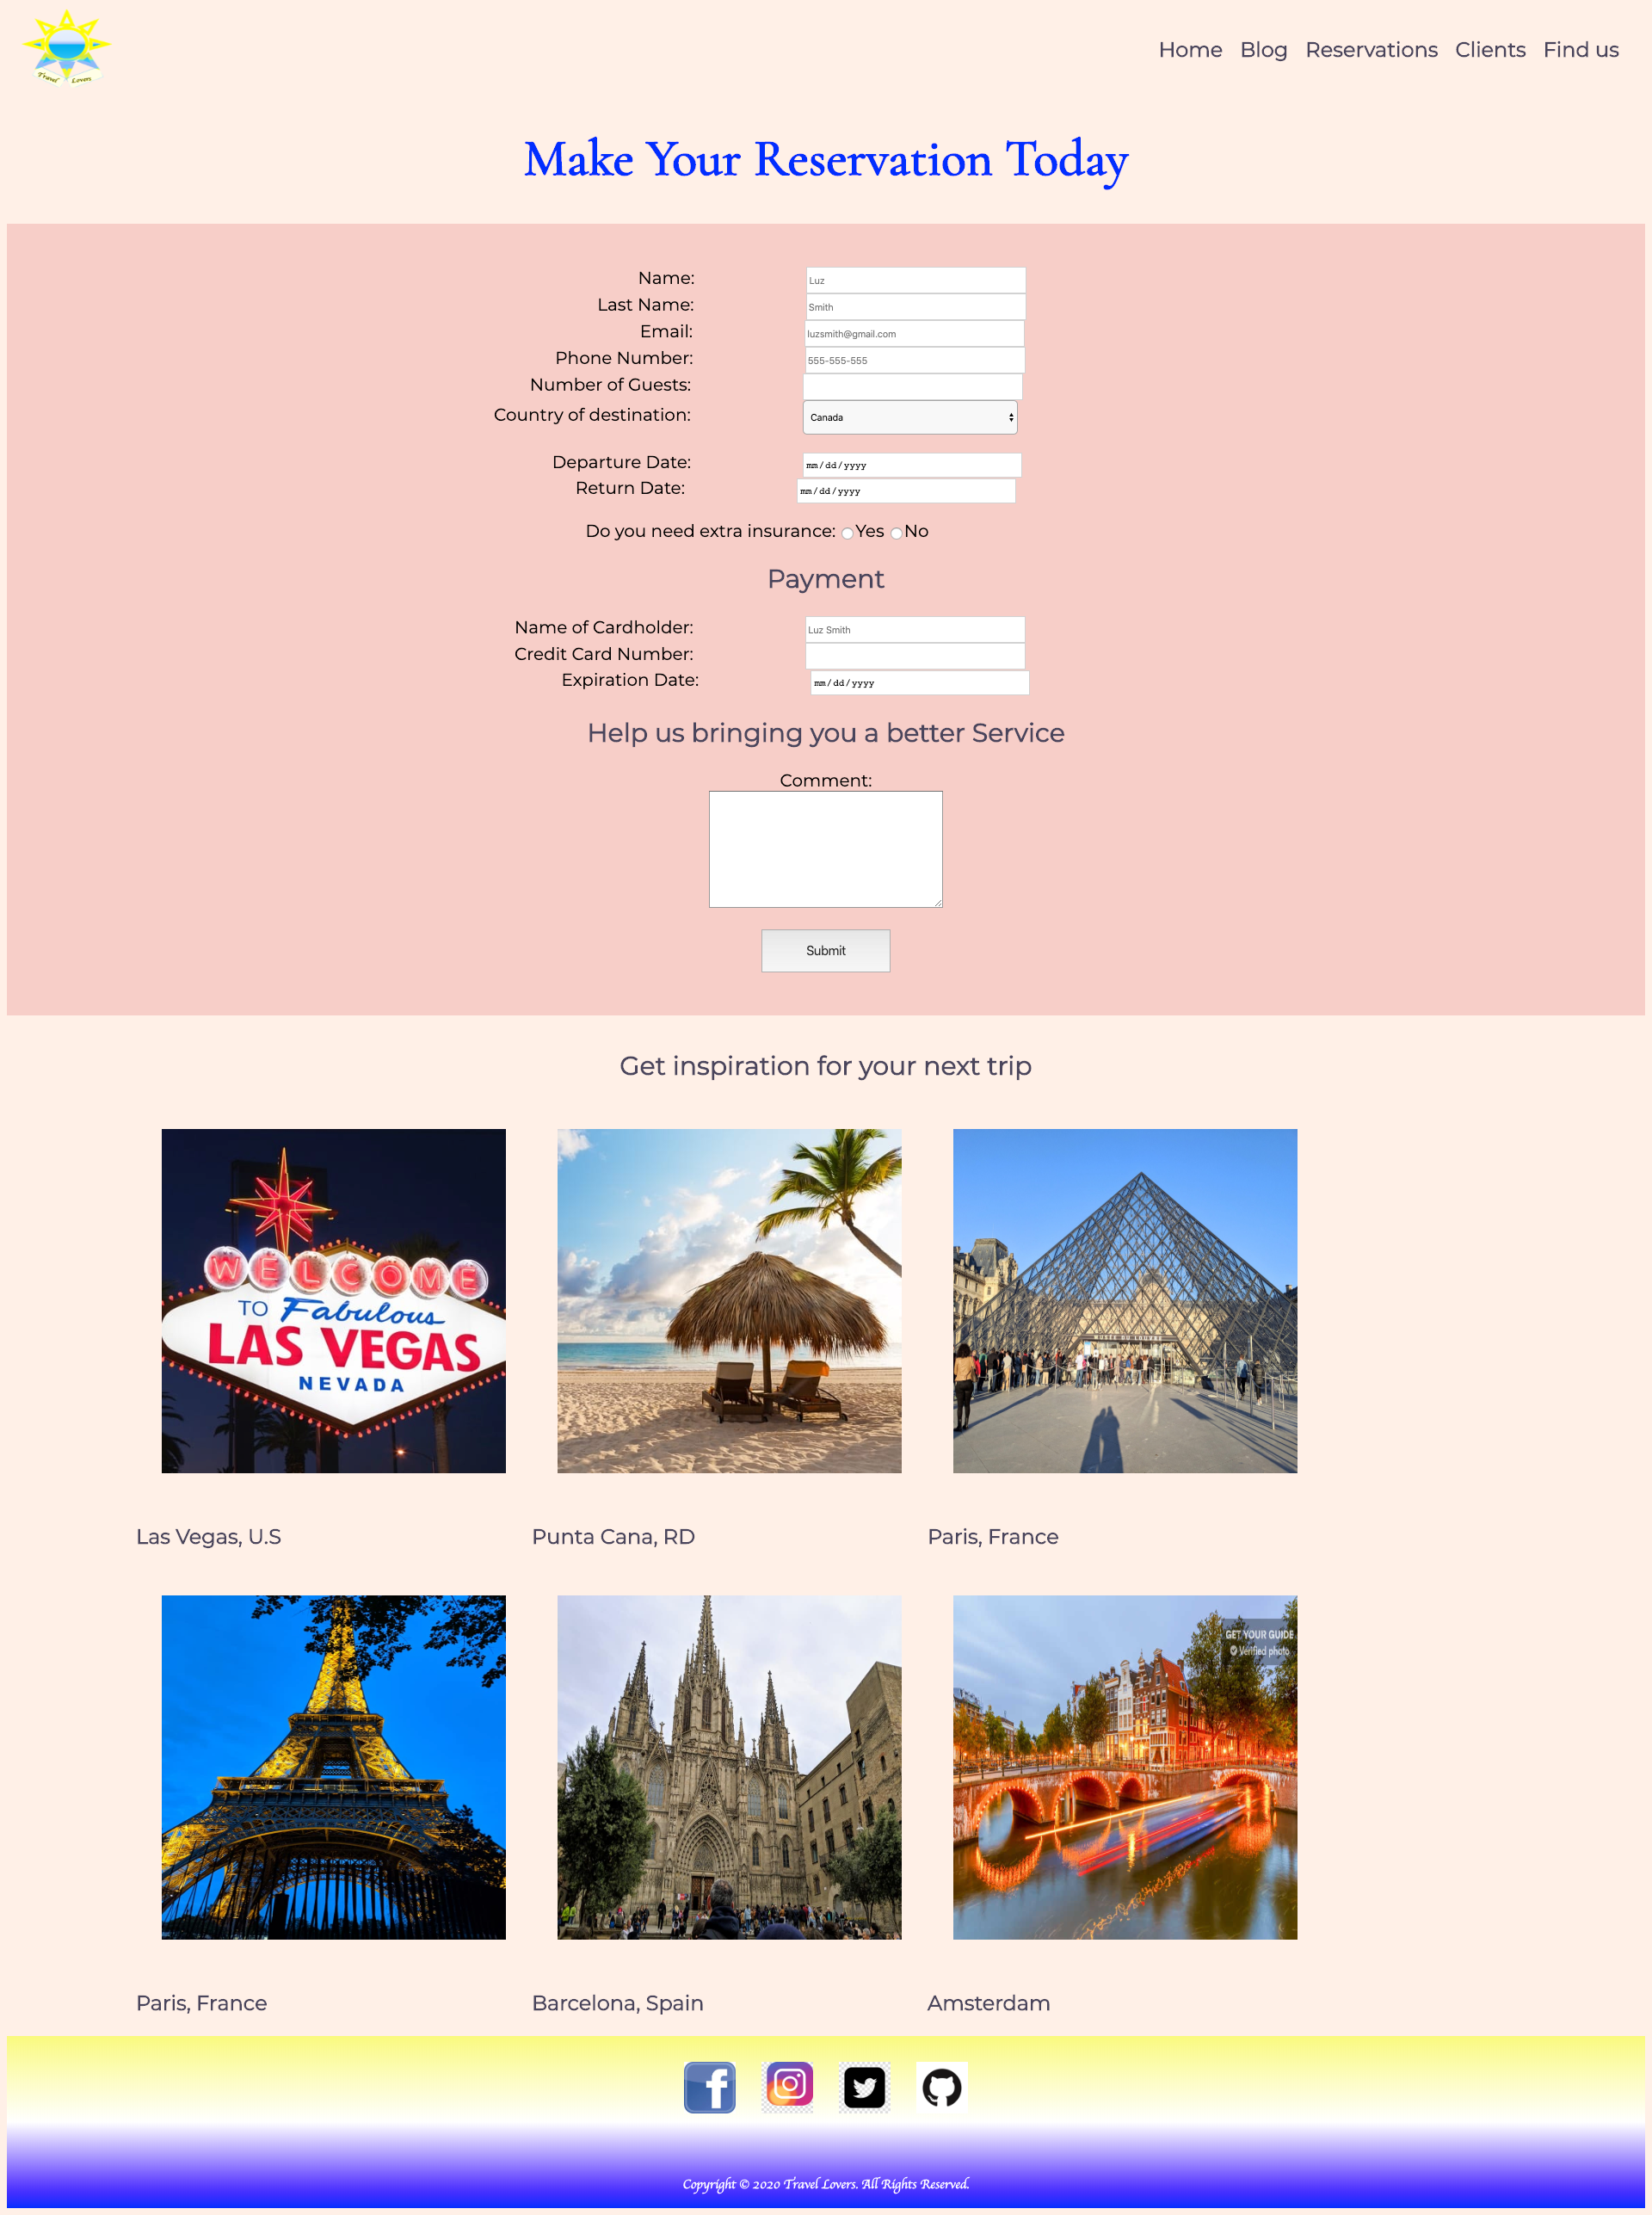 Travel Lovers
Home Blog Reservations Clients Find us
Make Your Reservation Today
Name: Luz
Last Name: Smith
Email: luzsmith@gmail.com
Phone Number: 555-555-555
Number of Guests:
Country of destination: Canada
Departure Date: mm/dd/yyyy
Return Date: mm/dd/yyyy
Do you need extra insurance: Yes No
Payment
Name of Cardholder: Luz Smith
Credit Card Number:
Expiration Date: mm/dd/yyyy
Help us bringing you a better Service
Comment:
Submit
Get inspiration for your next trip
WELCOME
TO Fabulous
LAS VEGAS
NEVADA
MUSEE DU LOUVRE
Las Vegas, U.S
Punta Cana, RD
Paris, France
GET YOUR GUIDE
Verified photo
Paris, France
Barcelona, Spain
Amsterdam
Copyright © 2020 Travel Lovers. All Rights Reserved.